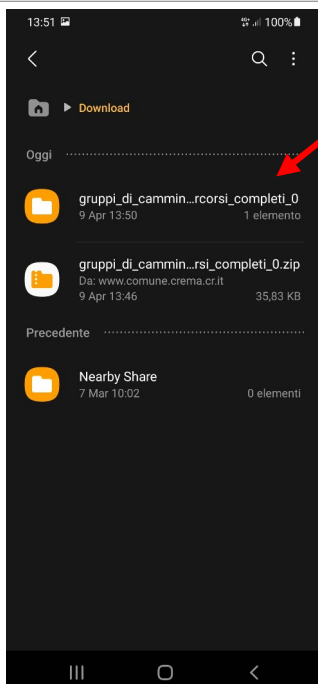 13:51 100%
Download
Oggi
gruppi_di_cammin...rcorsi_completi_0
9 Apr 13:50 1 elemento
gruppi_di_cammin...rsi_completi_0.zip
Da: www.comune.crema.cr.it
9 Apr 13:46 35,83 KB
Precedente
Nearby Share
7 Mar 10:02 0 elementi